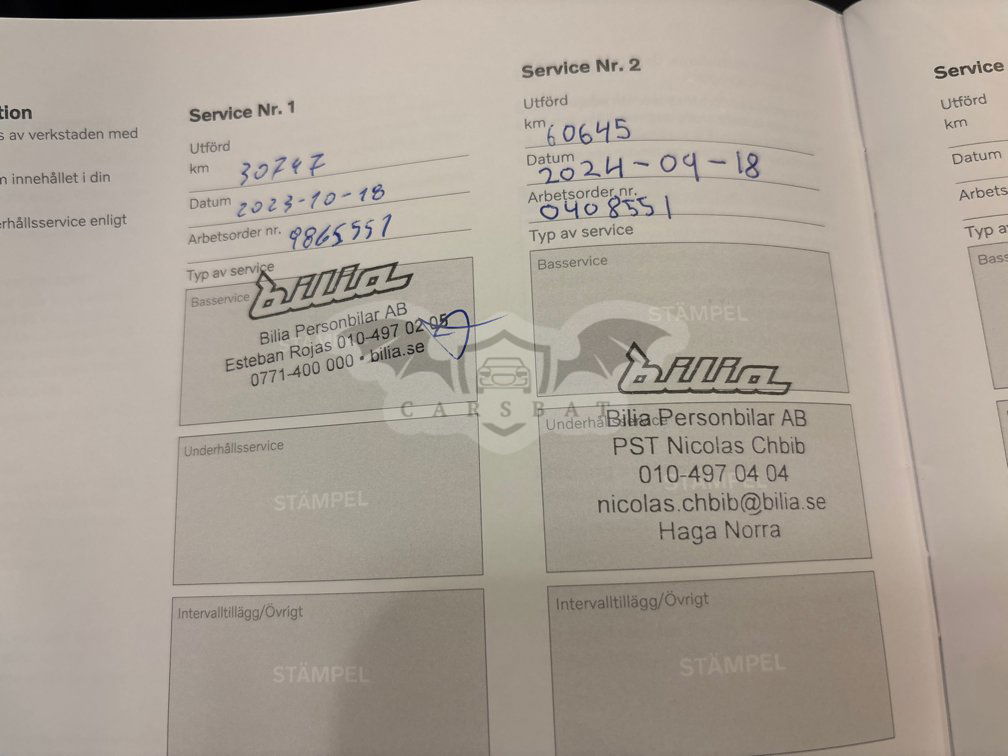 tion
s av verkstaden med
n innehållet i din
erhållsservice enligt
Service Nr. 1
Utförd
km 30747
Datum 2023-10-18
Arbetsorder nr. 9865551
Typ av service
Basservice
bilia
Bilia Personbilar AB
Esteban Rojas 010-497 02 05
0771-400 000 • bilia.se
Underhållsservice
STÄMPEL
Intervalltillägg/Övrigt
STÄMPEL
Service Nr. 2
Utförd
km 60645
Datum 2024-09-18
Arbetsorder nr. 0408551
Typ av service
Basservice
STÄMPEL
bilia
Underhållsservice
Bilia Personbilar AB
PST Nicolas Chbib
010-497 04 04
STÄMPEL
nicolas.chbib@bilia.se
Haga Norra
Intervalltillägg/Övrigt
STÄMPEL
Service
Utförd
km
Datum
Arbets
Typ a
Bass
CARSBAT